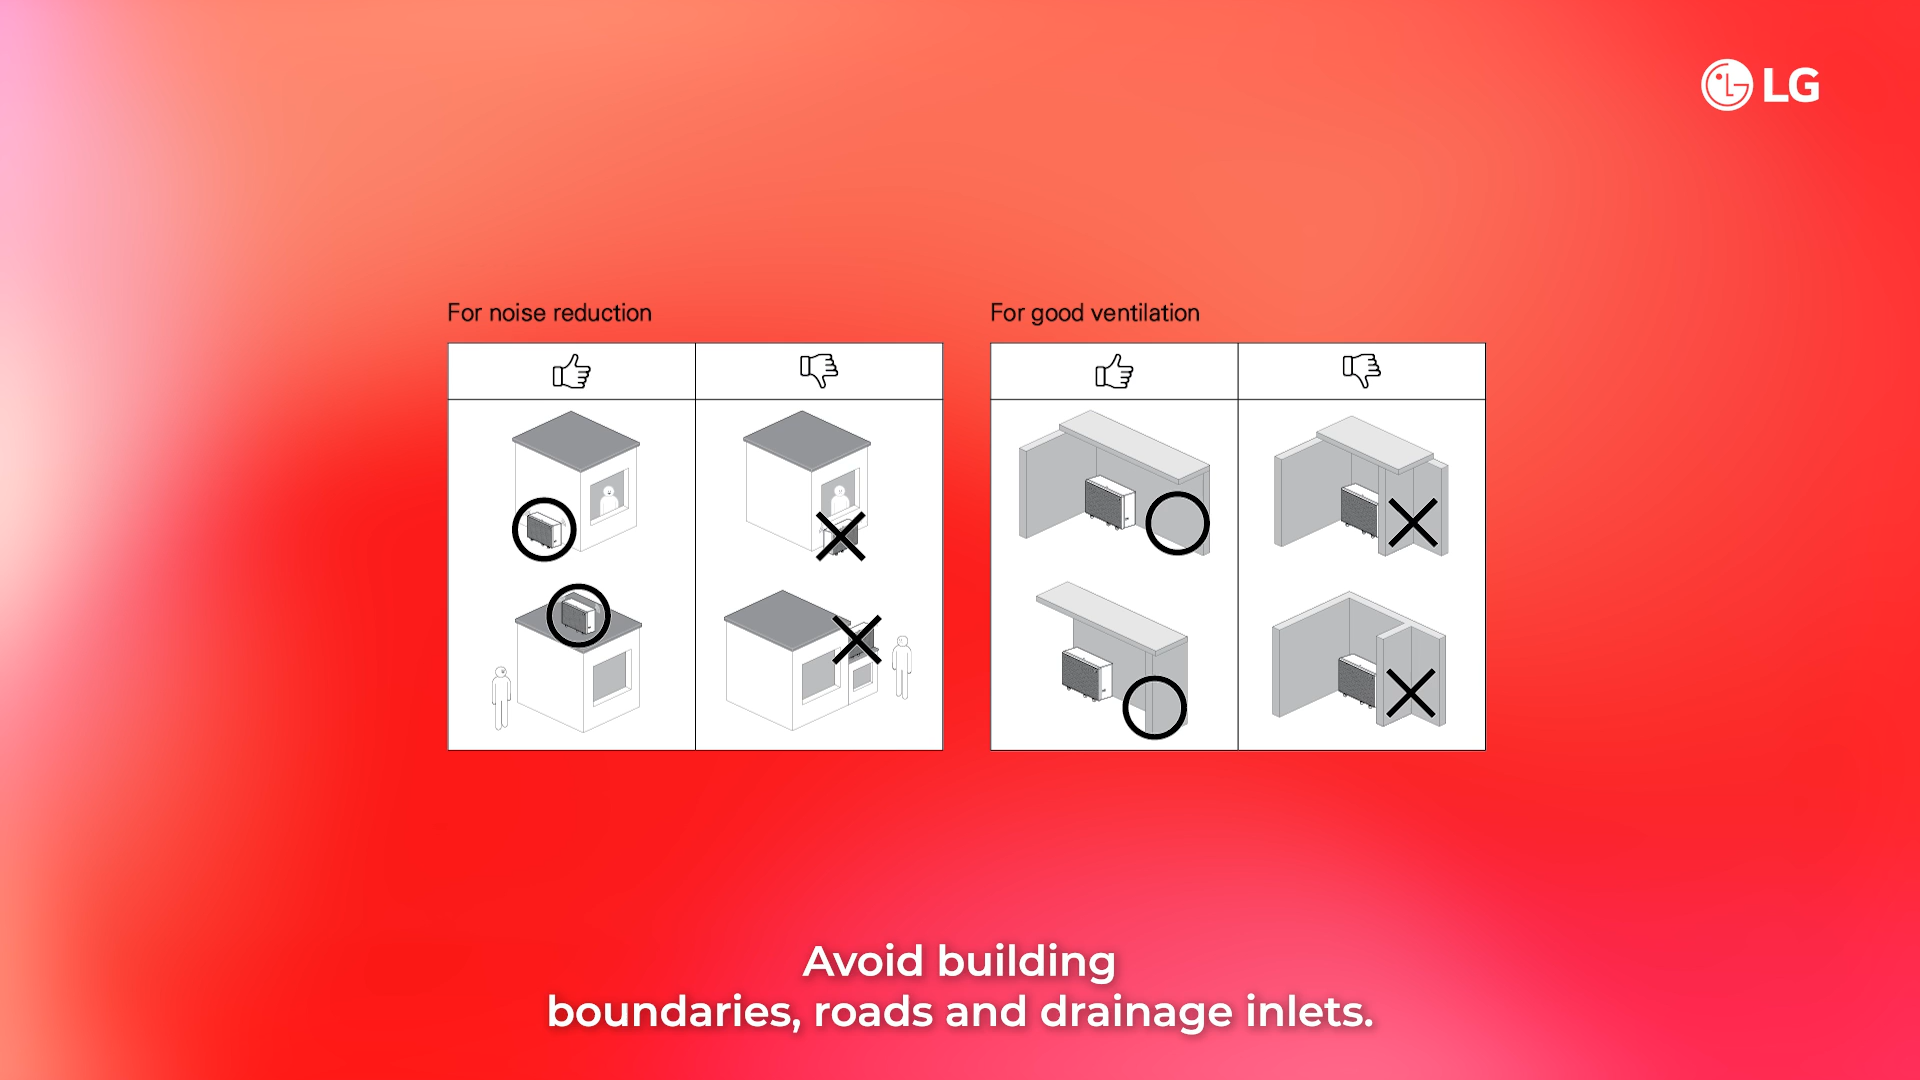 LG
For noise reduction
For good ventilation
Avoid building
boundaries, roads and drainage inlets.